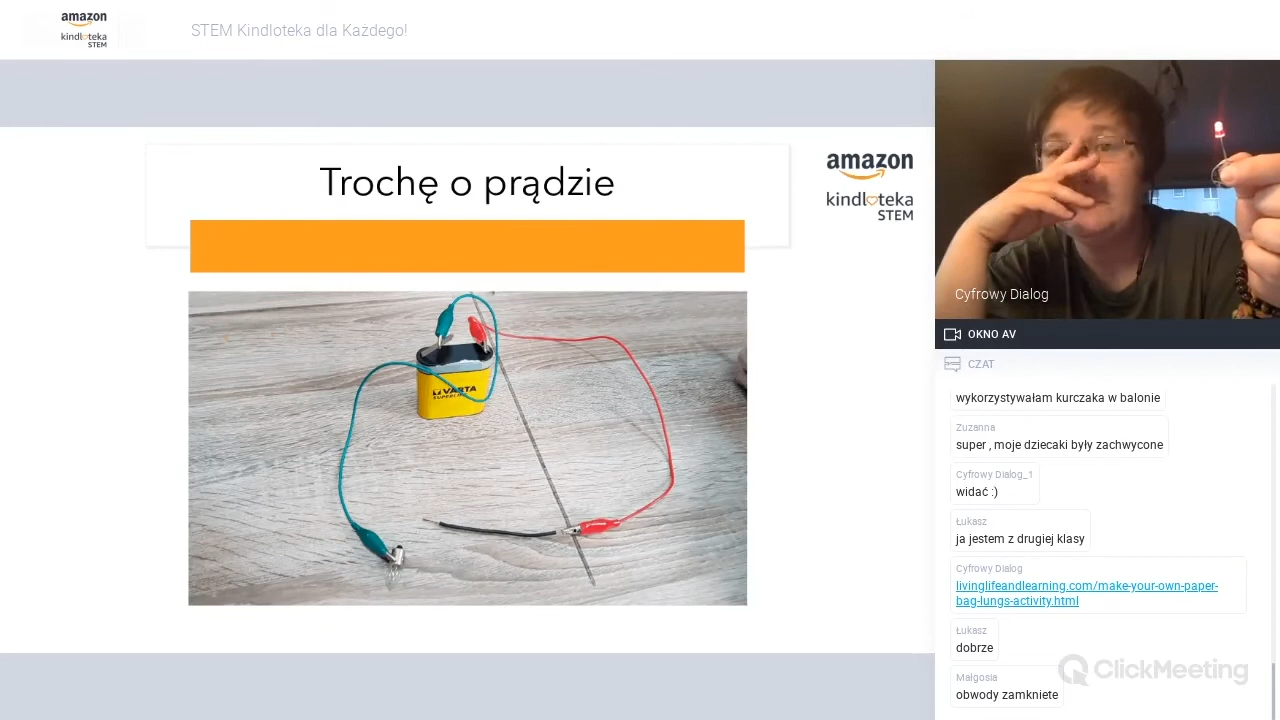 amazon
kindloteka
STEM
STEM Kindloteka dla Każdego!
Trochę o prądzie
amazon
kindloteka
STEM
VARTA
SUPERLIFE
Cyfrowy Dialog
OKNO AV
CZAT
wykorzystywałam kurczaka w balonie
Zuzanna
super , moje dziecaki były zachwycone
Cyfrowy Dialog_1
widać :)
Łukasz
ja jestem z drugiej klasy
Cyfrowy Dialog
livinglifeandlearning.com/make-your-own-paper-
bag-lungs-activity.html
Łukasz
dobrze
Małgosia
obwody zamkniete
ClickMeeting